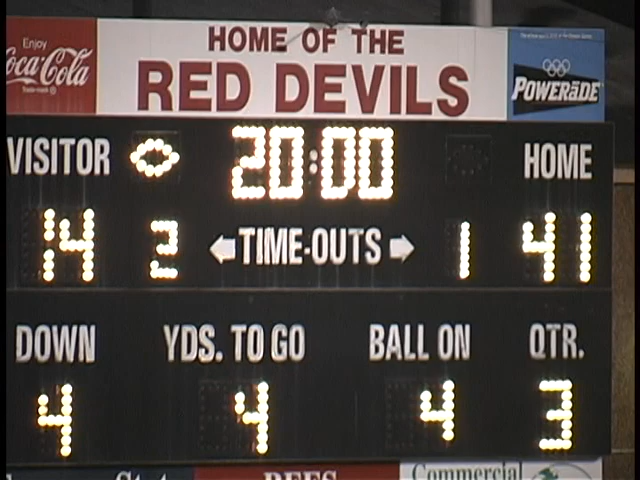 Enjoy
Coca-Cola
HOME OF THE
RED DEVILS
POWERāDE
VISITOR 20:00 HOME
14 2 TIME-OUTS 1 41
DOWN YDS. TO GO BALL ON QTR.
4 4 4 3
Commercial